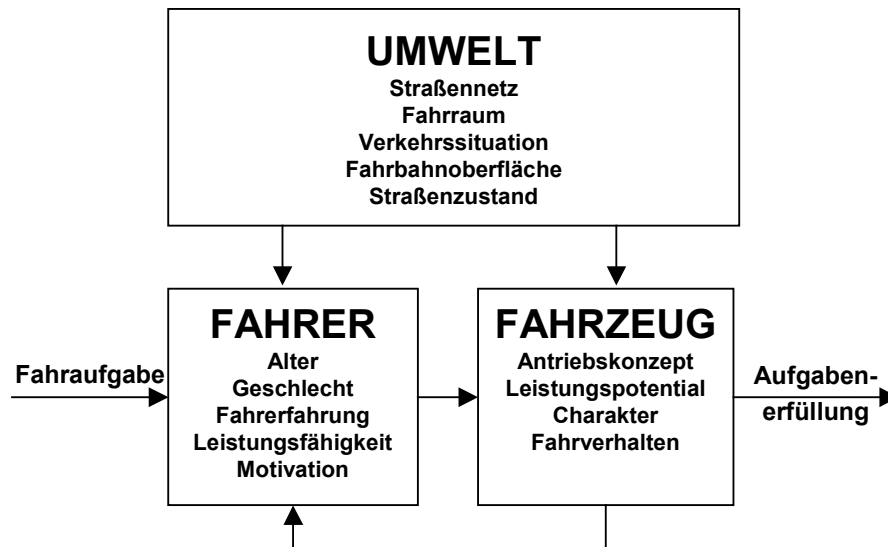 UMWELT
Straßennetz
Fahrraum
Verkehrssituation
Fahrbahnoberfläche
Straßenzustand
Fahraufgabe
FAHRER
Alter
Geschlecht
Fahrerfahrung
Leistungsfähigkeit
Motivation
FAHRZEUG
Antriebskonzept
Leistungspotential
Charakter
Fahrverhalten
Aufgaben-
erfüllung